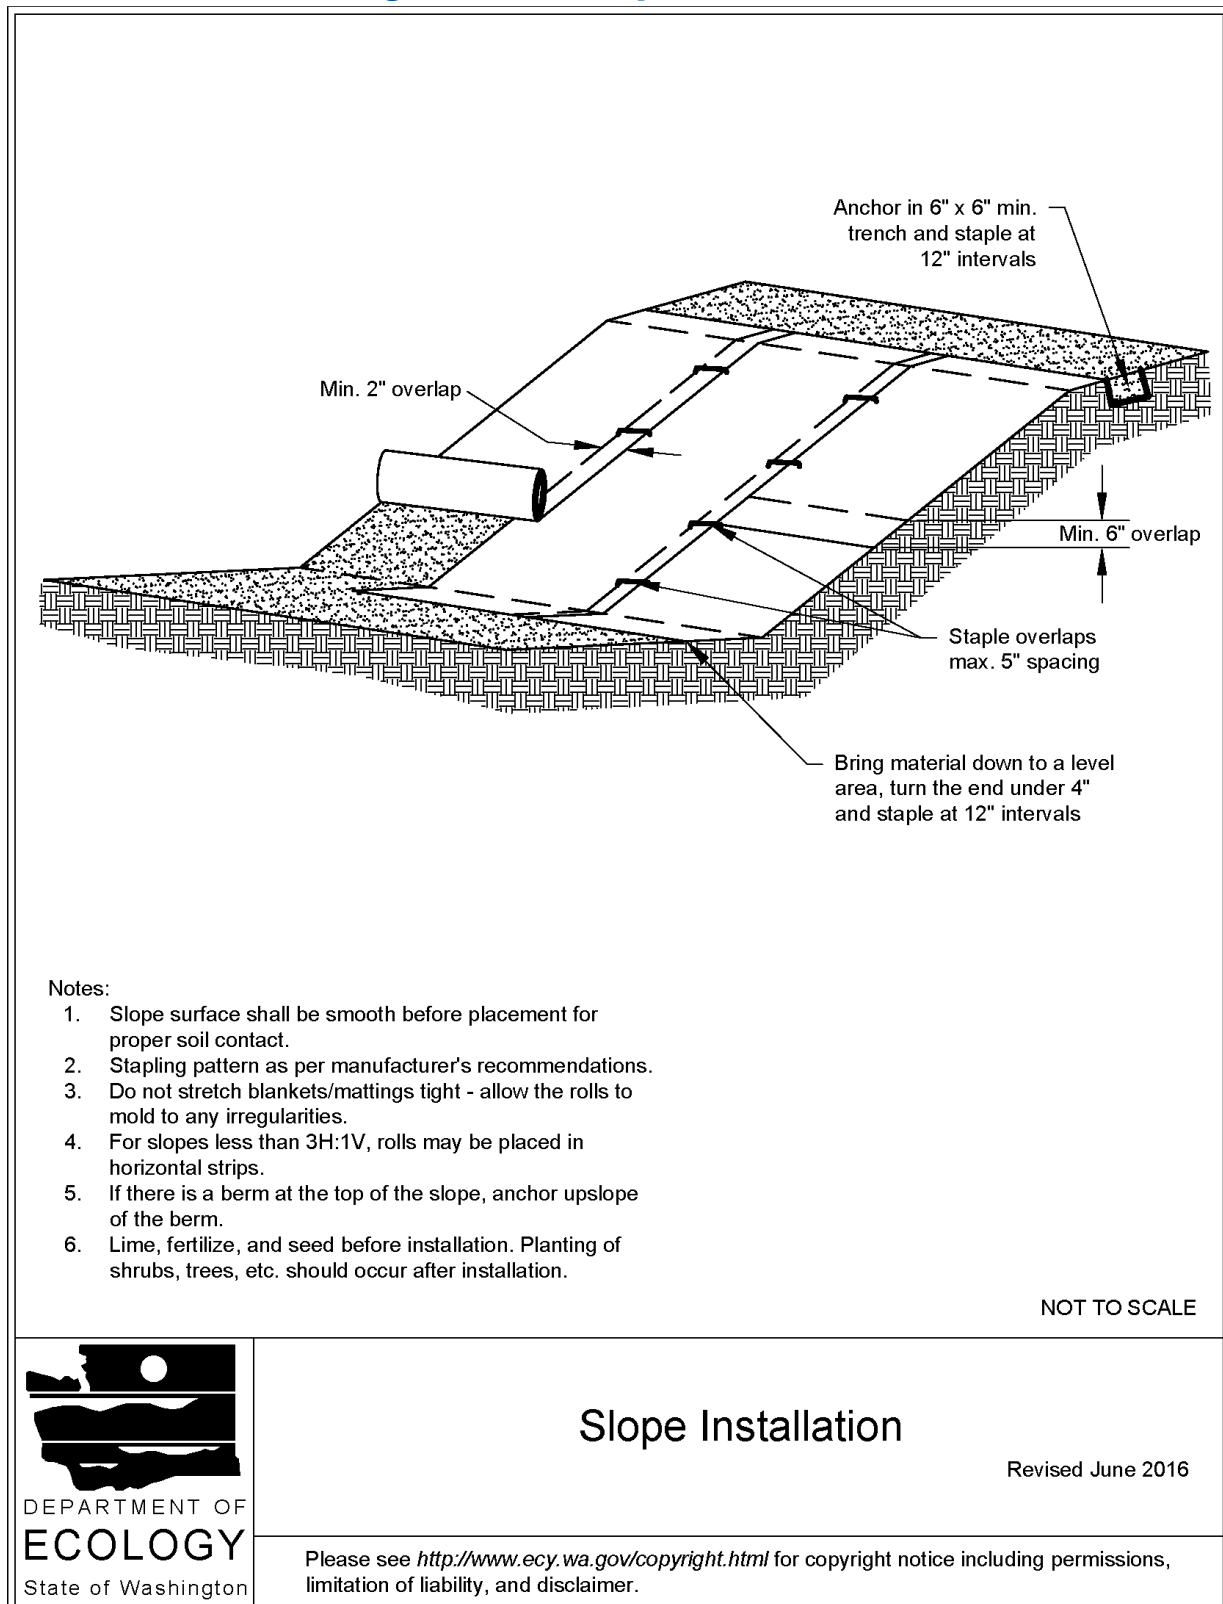 Anchor in 6" x 6" min.
trench and staple at
12" intervals
Min. 2" overlap
Min. 6" overlap
Staple overlaps
max. 5" spacing
Bring material down to a level
area, turn the end under 4"
and staple at 12" intervals
Notes:
1. Slope surface shall be smooth before placement for
proper soil contact.
2. Stapling pattern as per manufacturer's recommendations.
3. Do not stretch blankets/mattings tight - allow the rolls to
mold to any irregularities.
4. For slopes less than 3H:1V, rolls may be placed in
horizontal strips.
5. If there is a berm at the top of the slope, anchor upslope
of the berm.
6. Lime, fertilize, and seed before installation. Planting of
shrubs, trees, etc. should occur after installation.
NOT TO SCALE
Slope Installation
Revised June 2016
DEPARTMENT OF
ECOLOGY
State of Washington
Please see http://www.ecy.wa.gov/copyright.html for copyright notice including permissions,
limitation of liability, and disclaimer.